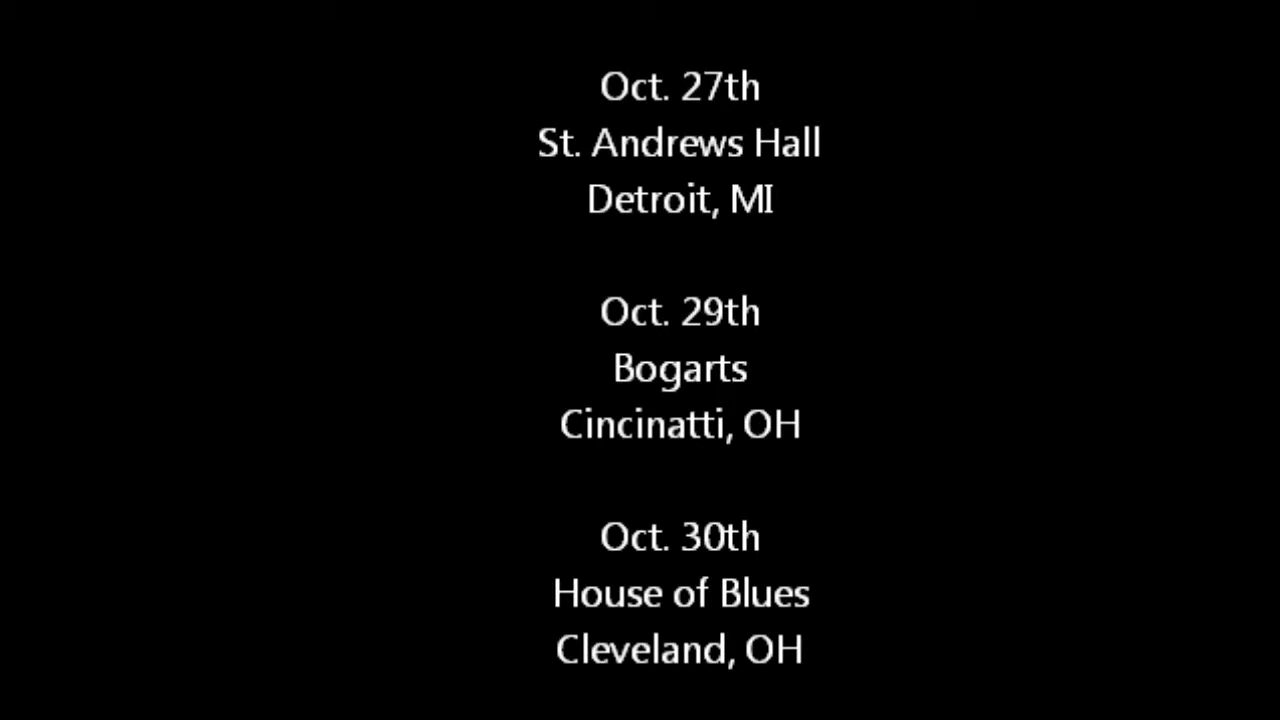 Oct. 27th
St. Andrews Hall
Detroit, MI
Oct. 29th
Bogarts
Cincinatti, OH
Oct. 30th
House of Blues
Cleveland, OH